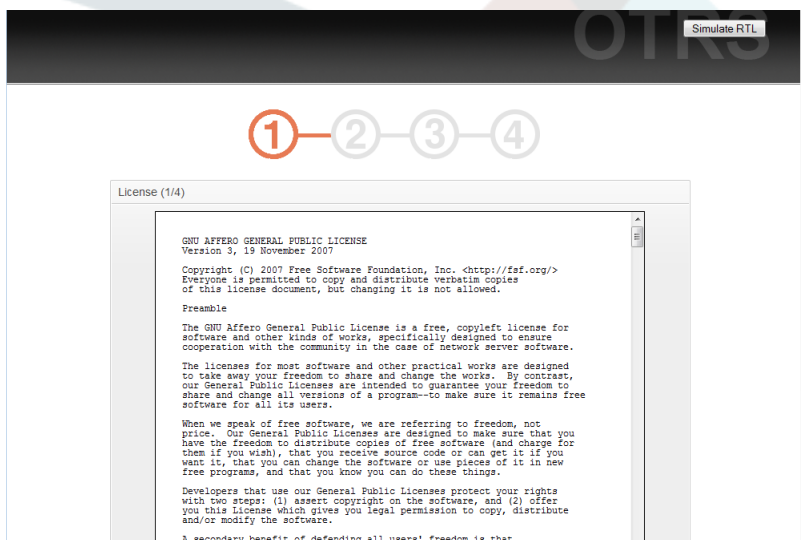 OTRS
Simulate RTL
1 2 3 4
License (1/4)
GNU AFFERO GENERAL PUBLIC LICENSE
Version 3, 19 November 2007
Copyright (C) 2007 Free Software Foundation, Inc. <http://fsf.org/>
Everyone is permitted to copy and distribute verbatim copies
of this license document, but changing it is not allowed.
Preamble
The GNU Affero General Public License is a free, copyleft license for
software and other kinds of works, specifically designed to ensure
cooperation with the community in the case of network server software.
The licenses for most software and other practical works are designed
to take away your freedom to share and change the works.  By contrast,
our General Public Licenses are intended to guarantee your freedom to
share and change all versions of a program--to make sure it remains free
software for all its users.
When we speak of free software, we are referring to freedom, not
price.  Our General Public Licenses are designed to make sure that you
have the freedom to distribute copies of free software (and charge for
them if you wish), that you receive source code or can get it if you
want it, that you can change the software or use pieces of it in new
free programs, and that you know you can do these things.
Developers that use our General Public Licenses protect your rights
with two steps: (1) assert copyright on the software, and (2) offer
you this License which gives you legal permission to copy, distribute
and/or modify the software.
A secondary benefit of defending all users' freedom is that